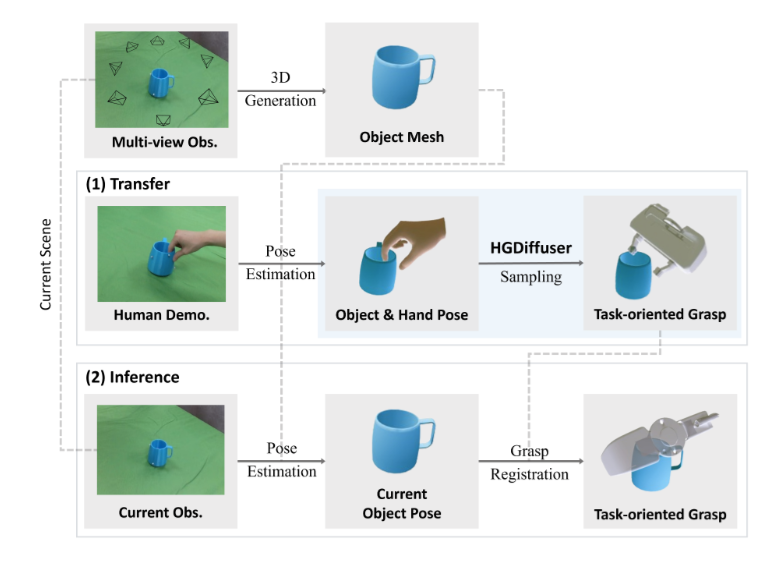 3D
Generation
Multi-view Obs.
Object Mesh
(1) Transfer
Current Scene
Pose
Estimation
HGDiffuser
Sampling
Human Demo.
Object & Hand Pose
Task-oriented Grasp
(2) Inference
Pose
Estimation
Grasp
Registration
Current Obs.
Current
Object Pose
Task-oriented Grasp